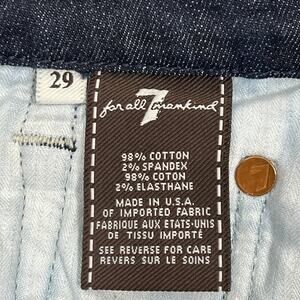 29
for all 7 mankind
98% COTTON
2% SPANDEX
98% COTON
2% ELASTHANE
MADE IN U.S.A.
OF IMPORTED FABRIC
FABRIQUE AUX ETATS-UNIS
DE TISSU IMPORTÉ
SEE REVERSE FOR CARE
REVERS SUR LE SOINS